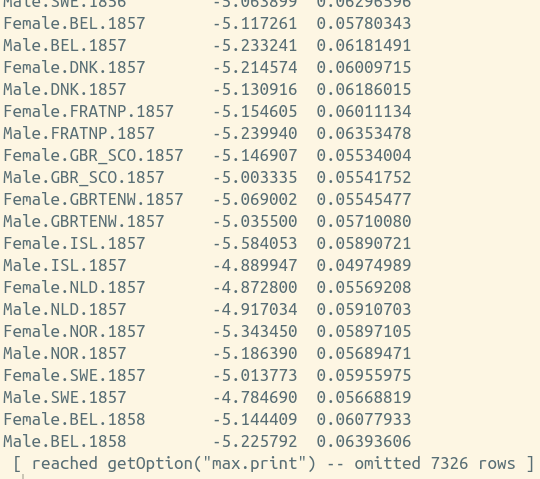 Male.SWE.1856 -5.063899 0.06296596
Female.BEL.1857 -5.117261 0.05780343
Male.BEL.1857 -5.233241 0.06181491
Female.DNK.1857 -5.214574 0.06009715
Male.DNK.1857 -5.130916 0.06186015
Female.FRATNP.1857 -5.154605 0.06011134
Male.FRATNP.1857 -5.239940 0.06353478
Female.GBR_SCO.1857 -5.146907 0.05534004
Male.GBR_SCO.1857 -5.003335 0.05541752
Female.GBRTENW.1857 -5.069002 0.05545477
Male.GBRTENW.1857 -5.035500 0.05710080
Female.ISL.1857 -5.584053 0.05890721
Male.ISL.1857 -4.889947 0.04974989
Female.NLD.1857 -4.872800 0.05569208
Male.NLD.1857 -4.917034 0.05910703
Female.NOR.1857 -5.343450 0.05897105
Male.NOR.1857 -5.186390 0.05689471
Female.SWE.1857 -5.013773 0.05955975
Male.SWE.1857 -4.784690 0.05668819
Female.BEL.1858 -5.144409 0.06077933
Male.BEL.1858 -5.225792 0.06393606
[ reached getOption("max.print") -- omitted 7326 rows ]